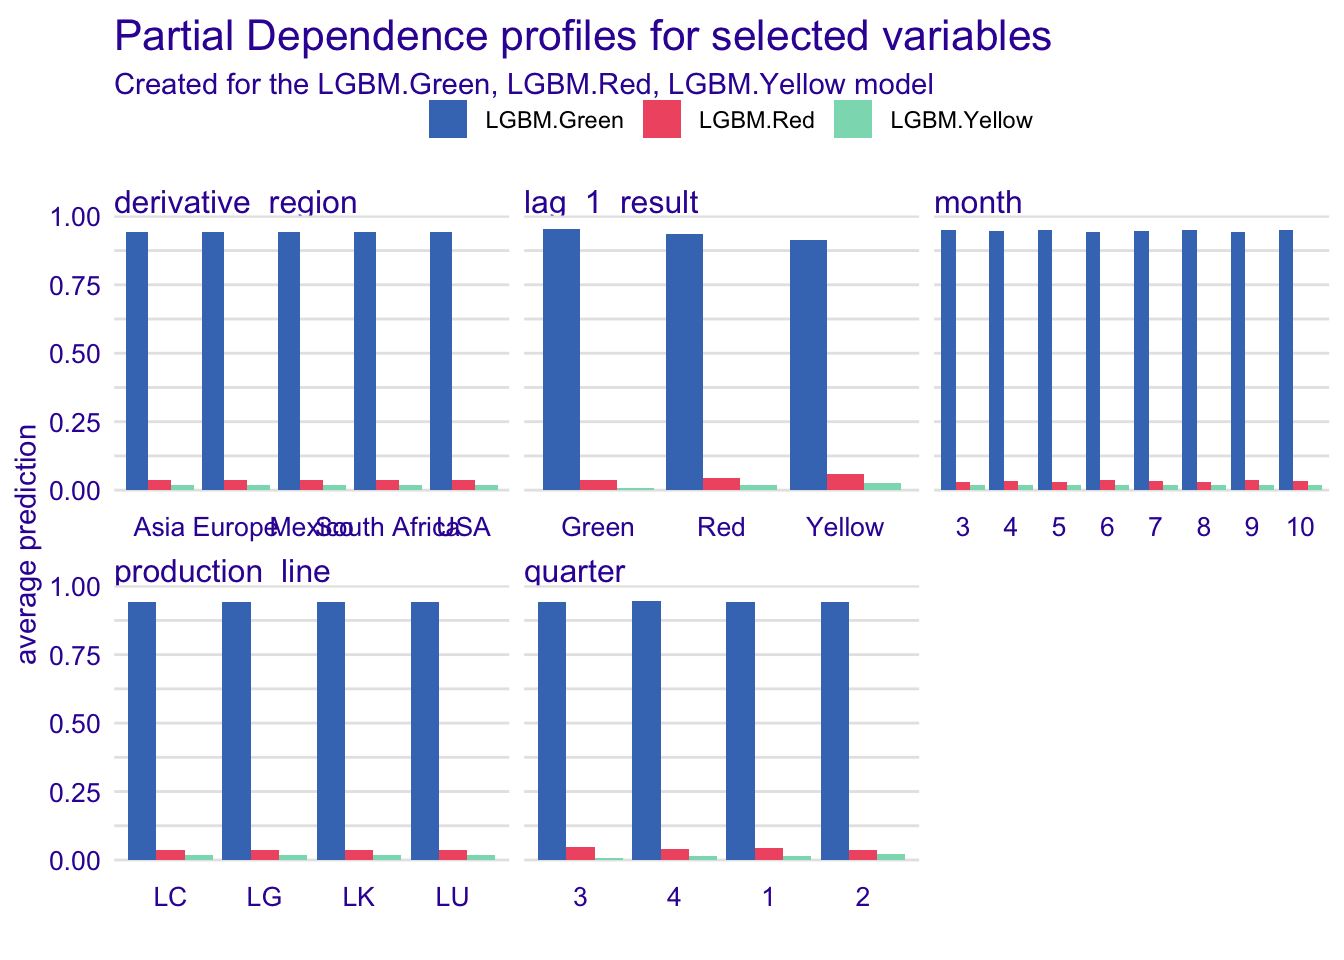 Partial Dependence profiles for selected variables
Created for the LGBM.Green, LGBM.Red, LGBM.Yellow model
LGBM.Green LGBM.Red LGBM.Yellow
derivative_region lag_1_result month
1.00
0.75
0.50
0.25
0.00
Asia Europe Mexico South Africa USA
Green Red Yellow
3 4 5 6 7 8 9 10
average prediction
production_line quarter
1.00
0.75
0.50
0.25
0.00
LC LG LK LU
3 4 1 2